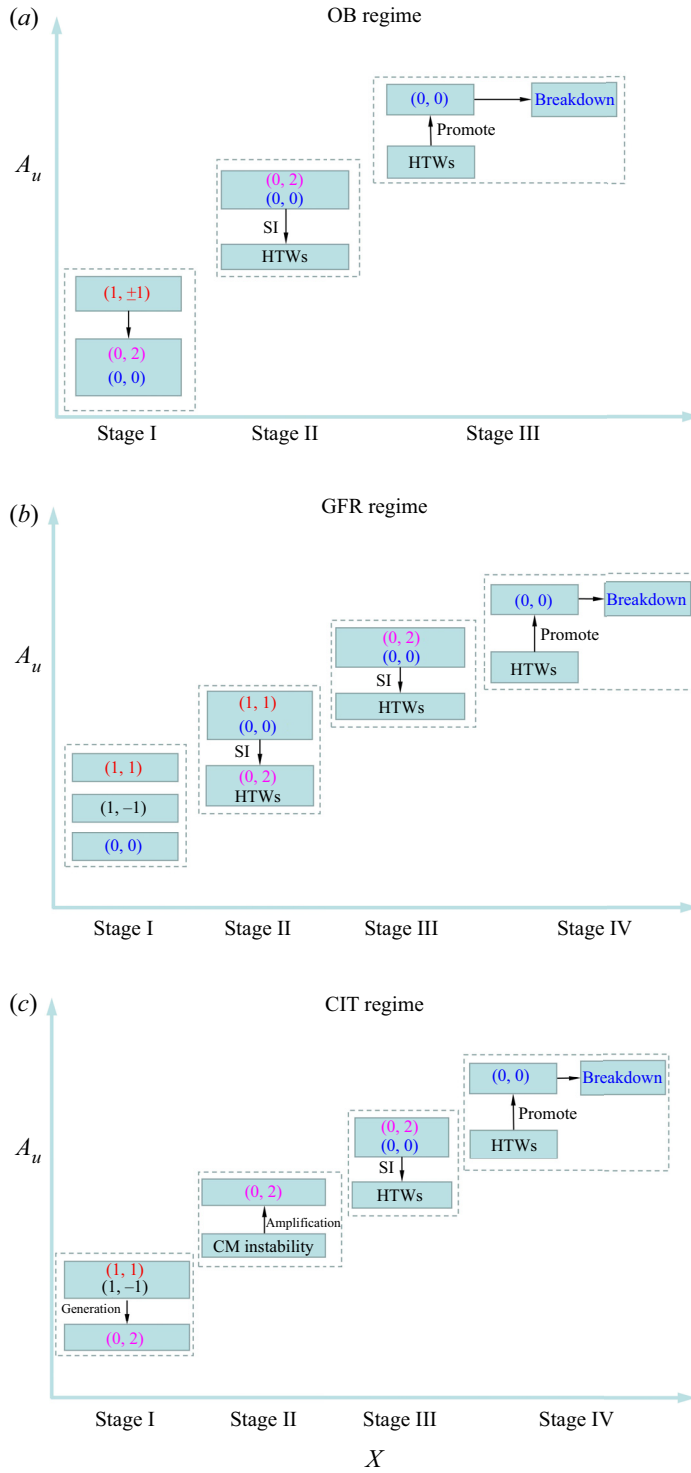 (a)
OB regime
A_u
(0, 0)
Breakdown
Promote
HTWs
(0, 2)
(0, 0)
SI
HTWs
(1, ±1)
(0, 2)
(0, 0)
Stage I
Stage II
Stage III
(b)
GFR regime
A_u
(0, 0)
Breakdown
Promote
HTWs
(0, 2)
(0, 0)
SI
HTWs
(1, 1)
(0, 0)
SI
(0, 2)
HTWs
(1, 1)
(1, –1)
(0, 0)
Stage I
Stage II
Stage III
Stage IV
(c)
CIT regime
A_u
(0, 0)
Breakdown
Promote
HTWs
(0, 2)
(0, 0)
SI
HTWs
(0, 2)
Amplification
CM instability
(1, 1)
(1, –1)
Generation
(0, 2)
Stage I
Stage II
Stage III
Stage IV
X